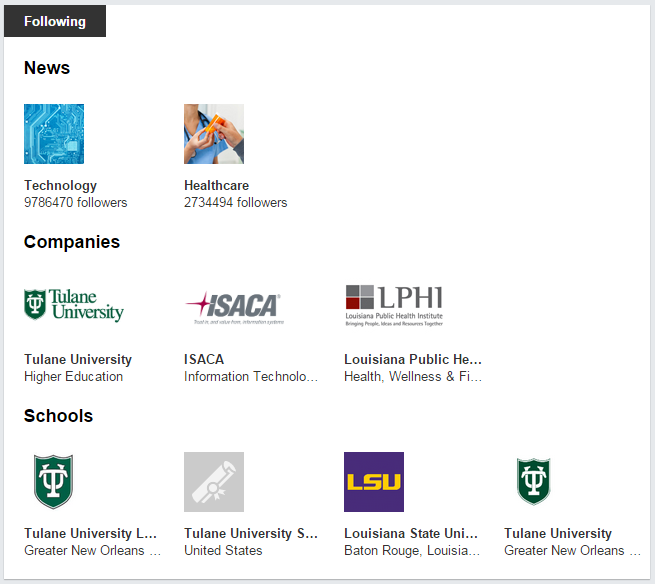 Following
News
Technology
9786470 followers
Healthcare
2734494 followers
Companies
Tulane
University
ISACA®
Trust in, and value from, information systems
LPHI
Louisiana Public Health Institute
Bringing People, Ideas and Resources Together
Tulane University
Higher Education
ISACA
Information Technolo…
Louisiana Public He…
Health, Wellness & Fi…
Schools
LSU
Tulane University L…
Greater New Orleans …
Tulane University S…
United States
Louisiana State Uni…
Baton Rouge, Louisia…
Tulane University
Greater New Orleans …